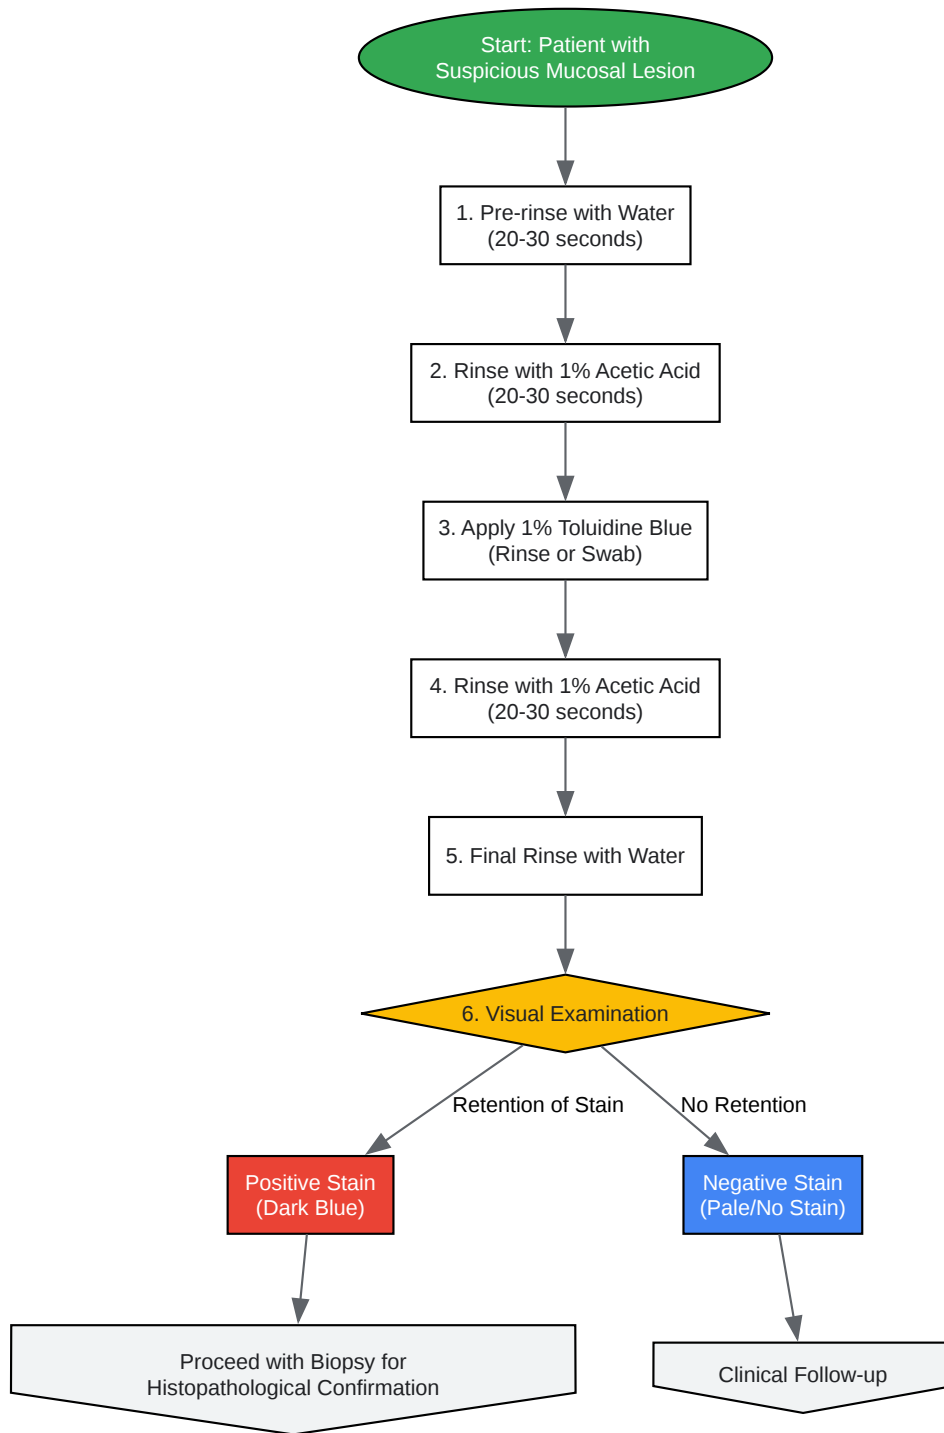 Start: Patient with
Suspicious Mucosal Lesion
1. Pre-rinse with Water
(20-30 seconds)
2. Rinse with 1% Acetic Acid
(20-30 seconds)
3. Apply 1% Toluidine Blue
(Rinse or Swab)
4. Rinse with 1% Acetic Acid
(20-30 seconds)
5. Final Rinse with Water
6. Visual Examination
Retention of Stain
No Retention
Positive Stain
(Dark Blue)
Negative Stain
(Pale/No Stain)
Proceed with Biopsy for
Histopathological Confirmation
Clinical Follow-up